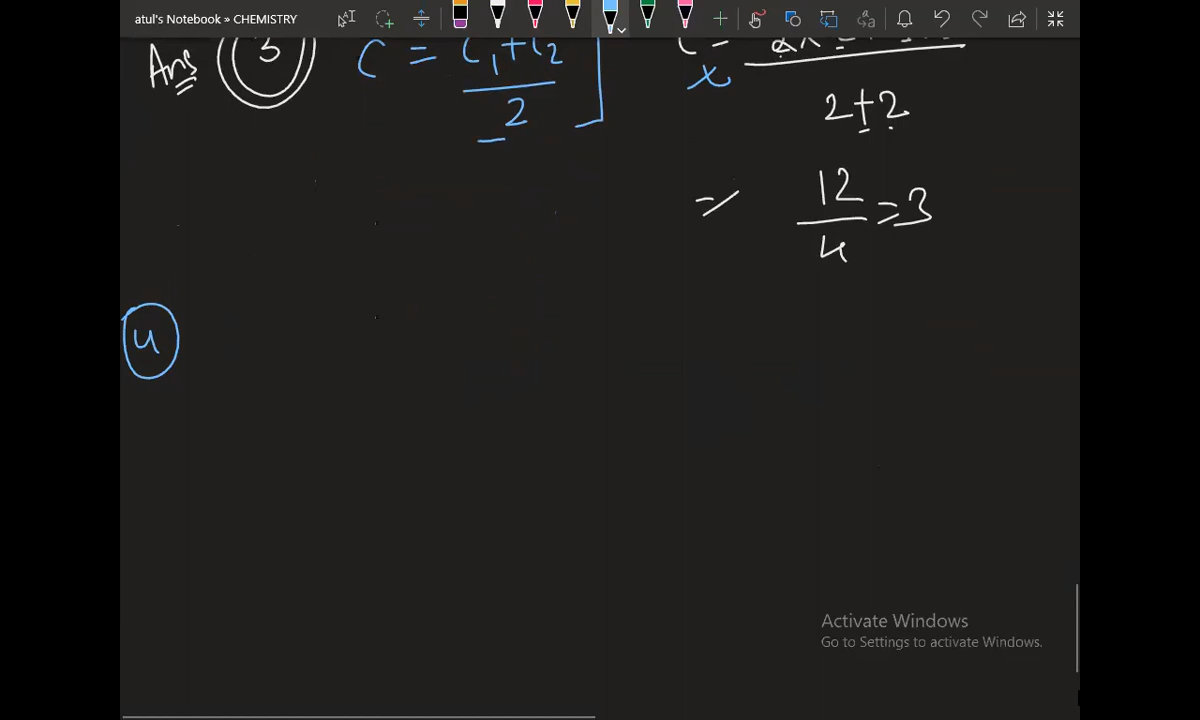 atul's Notebook » CHEMISTRY
Ans 3 C = C₁+C₂ / 2
2+2
⇒ 12/4 = 3
4
Activate Windows
Go to Settings to activate Windows.